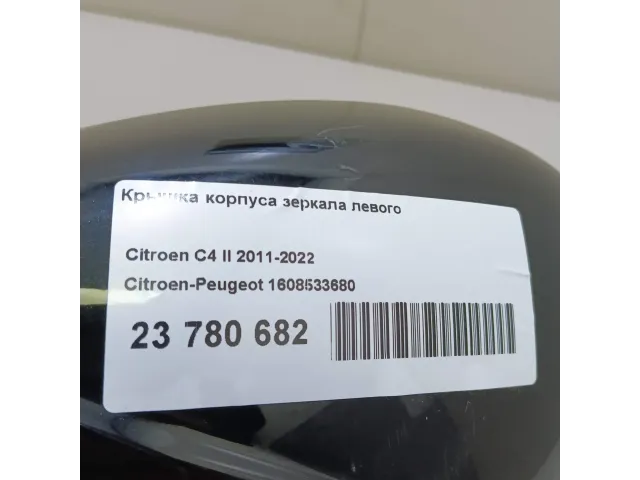 Крышка корпуса зеркала левого
Citroen C4 II 2011-2022
Citroen-Peugeot 1608533680
23 780 682